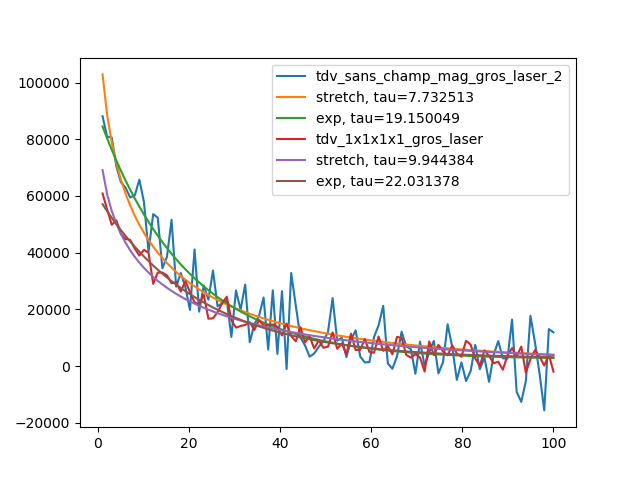 100000
80000
60000
40000
20000
0
−20000
0 20 40 60 80 100
tdv_sans_champ_mag_gros_laser_2
stretch, tau=7.732513
exp, tau=19.150049
tdv_1x1x1x1_gros_laser
stretch, tau=9.944384
exp, tau=22.031378